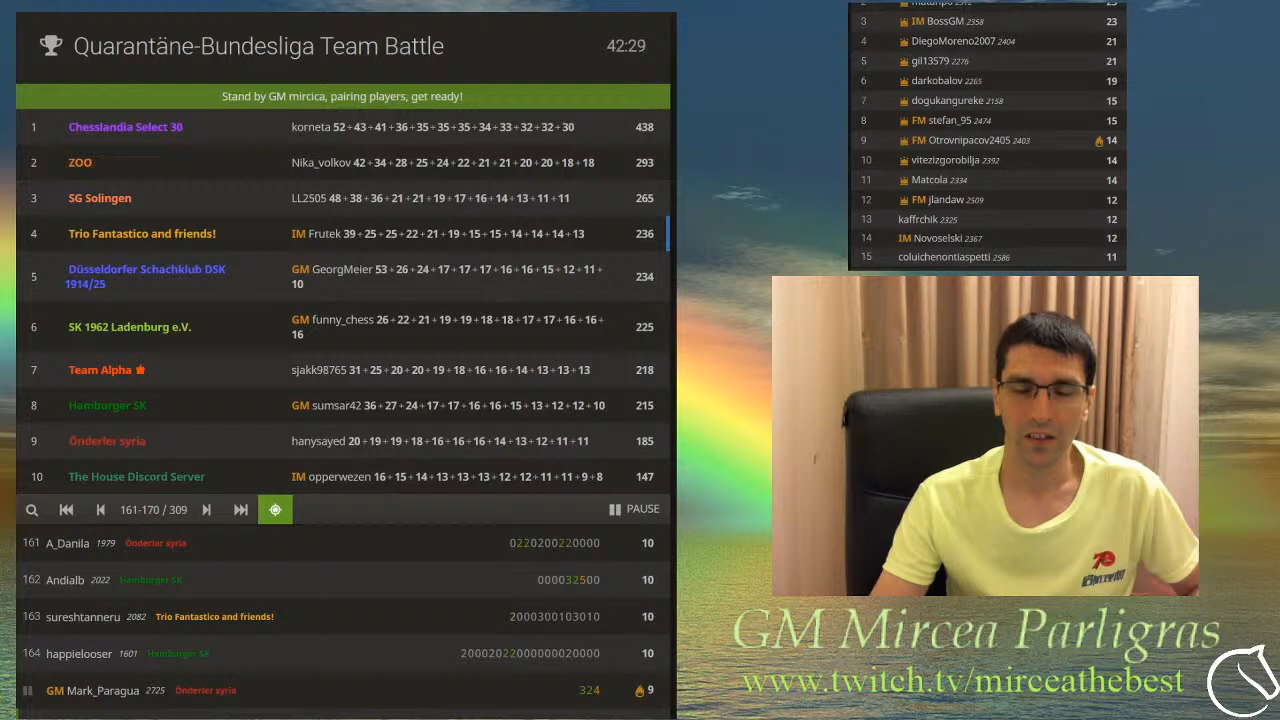 Quarantäne-Bundesliga Team Battle 42:29
Stand by GM mircica, pairing players, get ready!
1 Chesslandia Select 30 korneta 52+43+41+36+35+35+35+34+33+32+32+30 438
2 ZOO Nika_volkov 42+34+28+25+24+22+21+21+20+20+18+18 293
3 SG Solingen LL2505 48+38+36+21+21+19+17+16+14+13+11+11 265
4 Trio Fantastico and friends! IM Frutek 39+25+25+22+21+19+15+15+14+14+14+13 236
5 Düsseldorfer Schachklub DSK GM GeorgMeier 53+26+24+17+17+17+16+16+15+12+11+ 234
1914/25 10
6 SK 1962 Ladenburg e.V. GM funny_chess 26+22+21+19+19+18+18+17+17+16+16+ 225
16
7 Team Alpha sjakk98765 31+25+20+20+19+18+16+16+14+13+13+13 218
8 Hamburger SK GM sumsar42 36+27+24+17+17+16+16+15+13+12+12+10 215
9 Önderler syria hanysayed 20+19+19+18+16+16+16+14+13+12+11+11 185
10 The House Discord Server IM opperwezen 16+15+14+13+13+13+12+12+11+11+9+8 147
161-170 / 309 PAUSE
161 A_Danila 1979 Önderler syria 0220200220000 10
162 Andialb 2022 Hamburger SK 000032500 10
163 sureshtanneru 2082 Trio Fantastico and friends! 2000300103010 10
164 happielooser 1601 Hamburger SK 20002022000000020000 10
GM Mark_Paragua 2725 Önderler syria 324 9
3 IM BossGM 2358 23
4 DiegoMoreno2007 2404 21
5 gil13579 2276 21
6 darkobalov 2265 19
7 dogukangureke 2158 15
8 FM stefan_95 2474 15
9 FM Otrovnipacov2405 2403 14
10 vitezizgorobilja 2392 14
11 Matcola 2334 14
12 FM jlandaw 2509 12
13 kaffrchik 2325 12
14 IM Novoselski 2367 12
15 coluichenontiaspetti 2586 11
70
GM Mircea Parligras
www.twitch.tv/mirceathebest